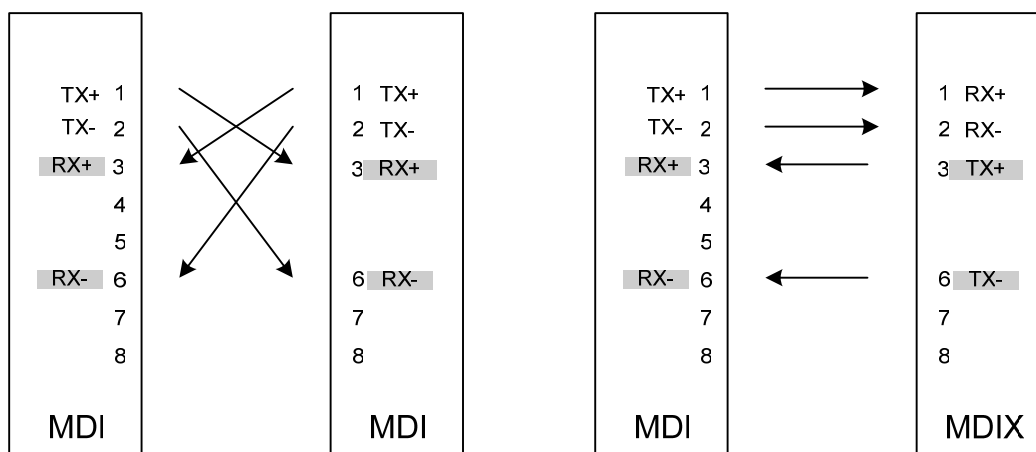 TX+ 1
TX- 2
RX+ 3
4
5
RX- 6
7
8
MDI
1 TX+
2 TX-
3 RX+
6 RX-
7
8
MDI
TX+ 1
TX- 2
RX+ 3
4
5
RX- 6
7
8
MDI
1 RX+
2 RX-
3 TX+
6 TX-
7
8
MDIX